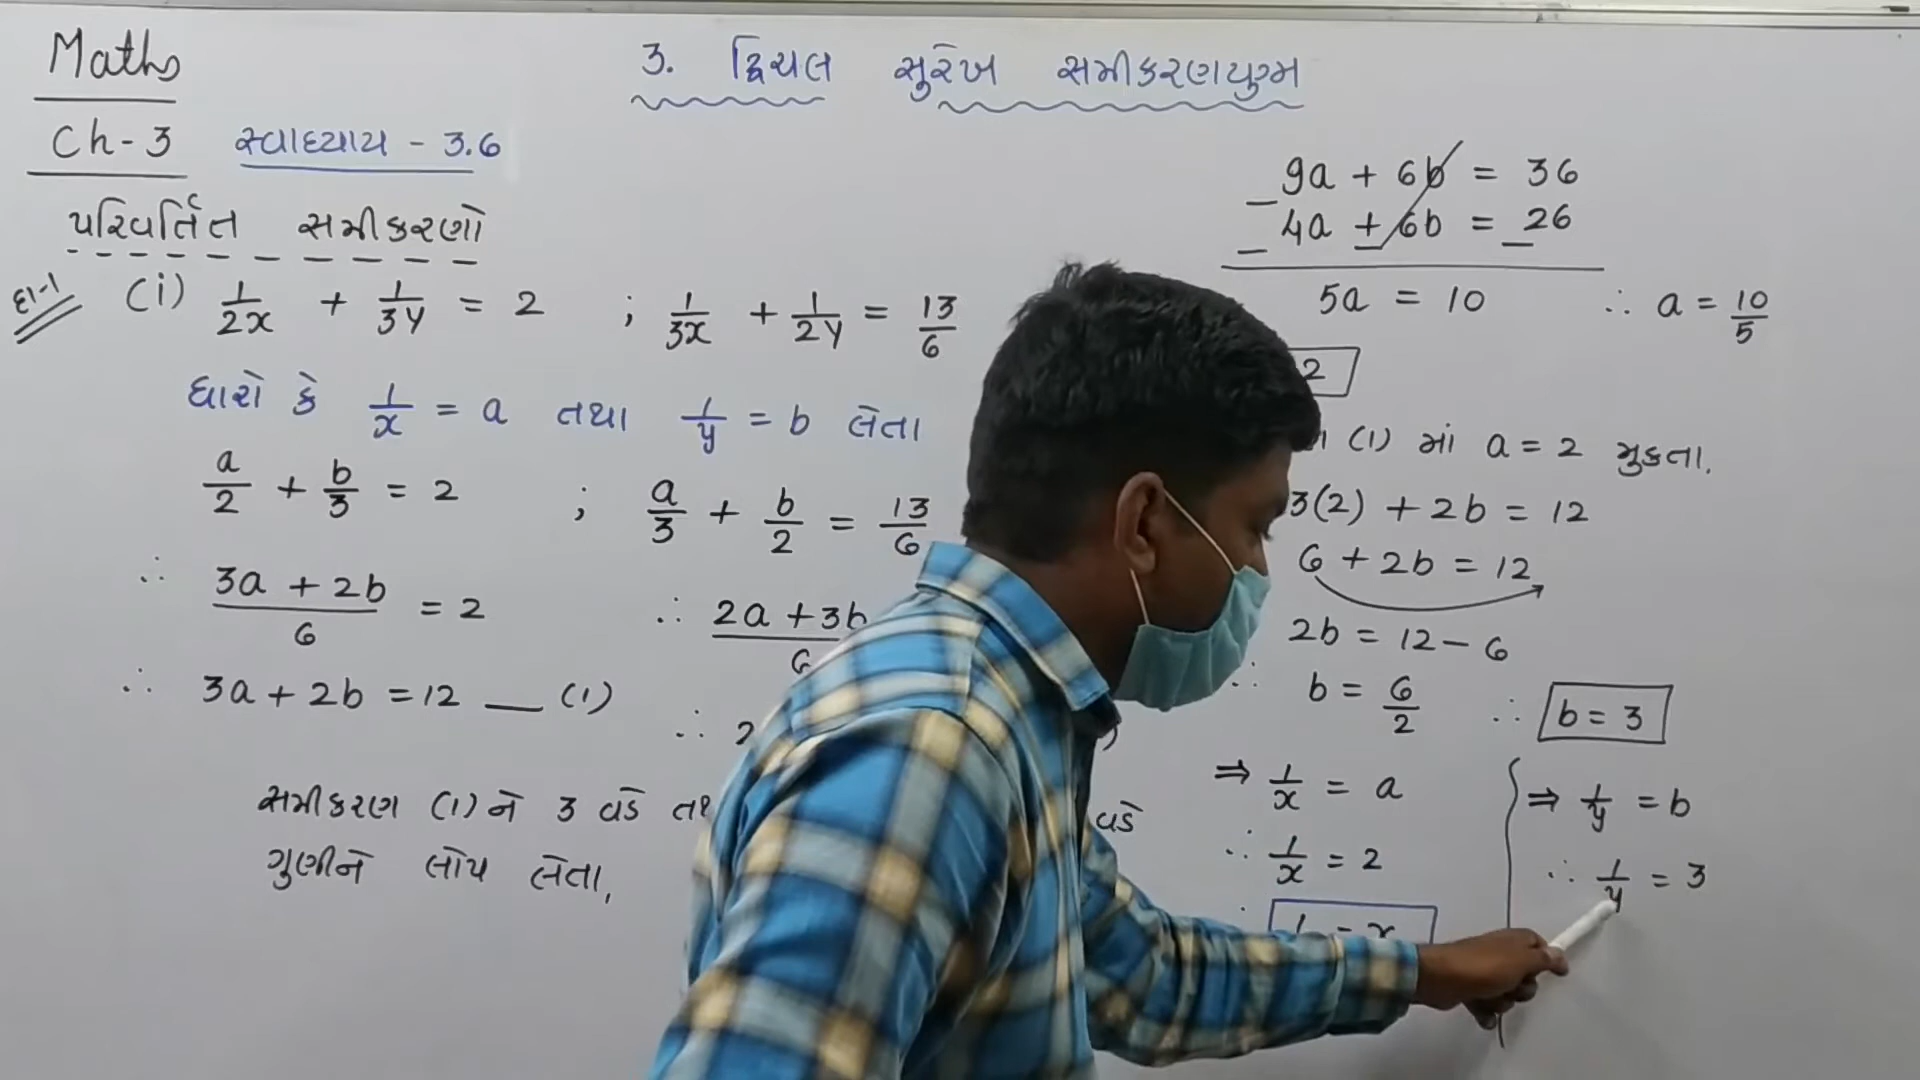 Maths
3. દ્વિચલ સુરેખ સમીકરણયુગ્મ
Ch-3 સ્વાધ્યાય - 3.6
પરિવર્તિત સમીકરણો
દા-1 (i) 1/2x + 1/3y = 2 ; 1/3x + 1/2y = 13/6
ધારો કે 1/x = a તથા 1/y = b લેતા
a/2 + b/3 = 2 ; a/3 + b/2 = 13/6
∴ 3a + 2b/6 = 2 ∴ 2a + 3b/6
∴ 3a + 2b = 12 — (1) ∴ 2
સમીકરણ (1) ને 3 વડે વડે
ગુણીને લોપ લેતા,
9a + 6b = 36
- 4a + 6b = - 26
5a = 10 ∴ a = 10/5
2
(1) માં a = 2 મુકતા.
3(2) + 2b = 12
6 + 2b = 12
2b = 12 - 6
∴ b = 6/2 ∴ b = 3
⇒ 1/x = a
∴ 1/x = 2
= x
⇒ 1/y = b
∴ 1/y = 3